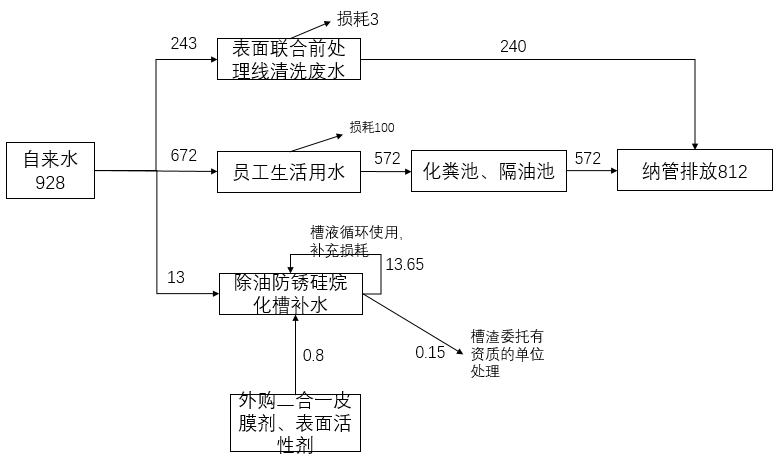 损耗3
243
表面联合前处
理线清洗废水
240
损耗100
自来水
928
672
员工生活用水
572
化粪池、隔油池
572
纳管排放812
槽液循环使用,
补充损耗
13.65
13
除油防锈硅烷
化槽补水
0.15
槽渣委托有
资质的单位
处理
0.8
外购二合一皮
膜剂、表面活
性剂